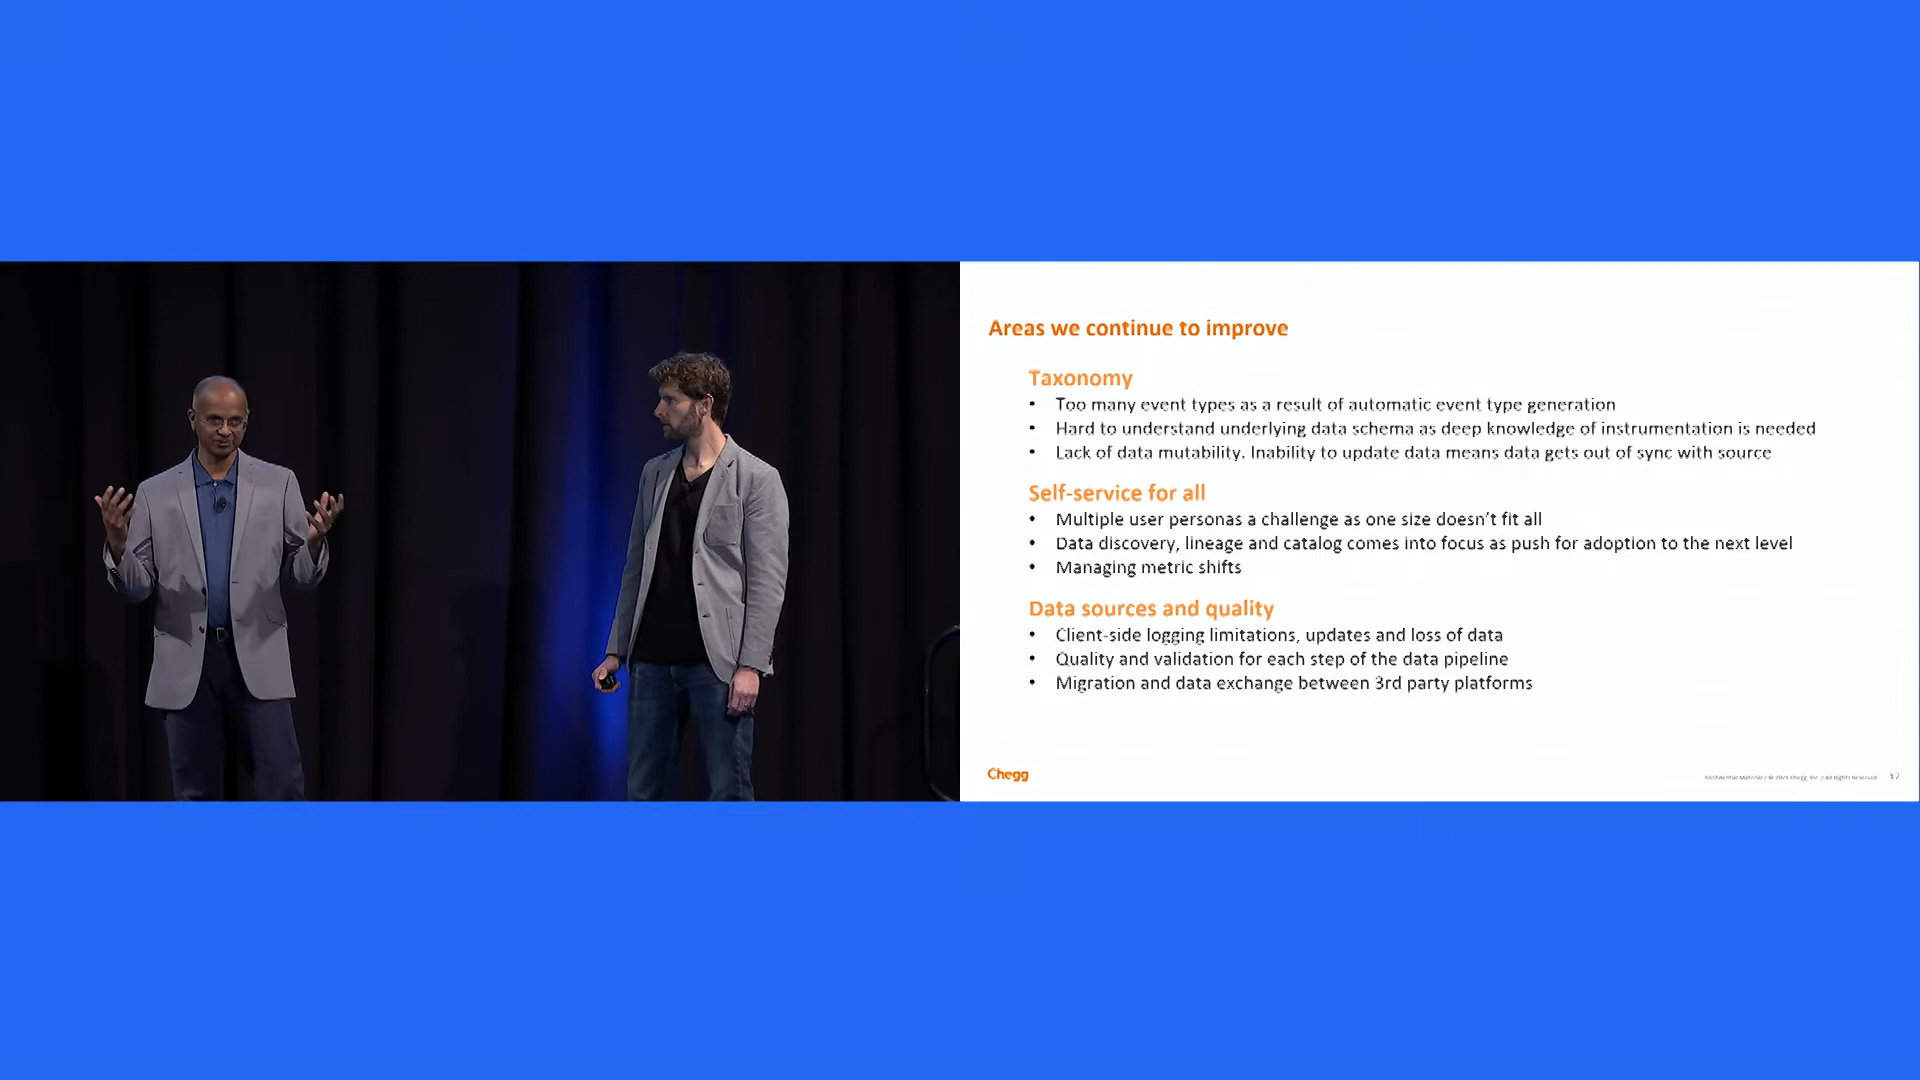 Areas we continue to improve
Taxonomy
• Too many event types as a result of automatic event type generation
• Hard to understand underlying data schema as deep knowledge of instrumentation is needed
• Lack of data mutability. Inability to update data means data gets out of sync with source
Self-service for all
• Multiple user personas a challenge as one size doesn't fit all
• Data discovery, lineage and catalog comes into focus as push for adoption to the next level
• Managing metric shifts
Data sources and quality
• Client-side logging limitations, updates and loss of data
• Quality and validation for each step of the data pipeline
• Migration and data exchange between 3rd party platforms
Chegg